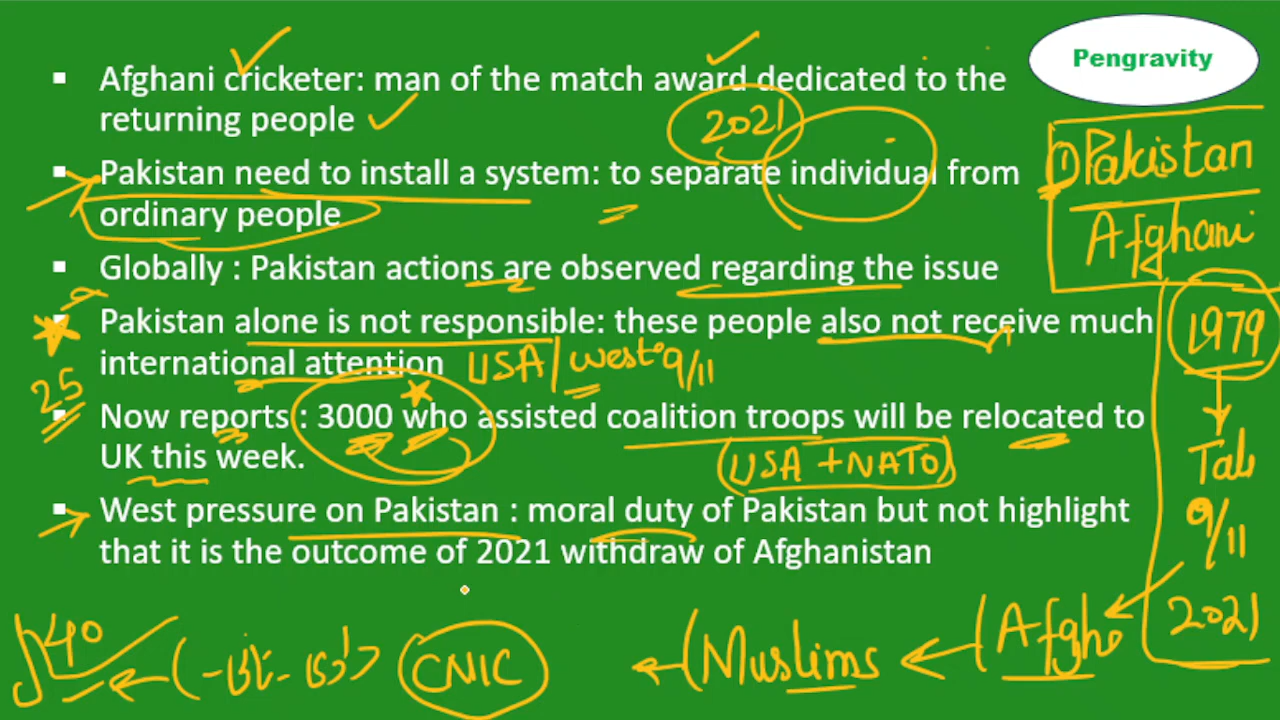 Pengravity
▪ Afghani cricketer: man of the match award dedicated to the
returning people
2021
▪ Pakistan need to install a system: to separate individual from
ordinary people
▪ Globally : Pakistan actions are observed regarding the issue
▪ Pakistan alone is not responsible: these people also not receive much
international attention
USA / west 9/11
25
▪ Now reports : 3000 who assisted coalition troops will be relocated to
UK this week.
(USA + NATO)
▪ West pressure on Pakistan : moral duty of Pakistan but not highlight
that it is the outcome of 2021 withdraw of Afghanistan
① Pakistan
Afghani
1979
Tal
9/11
2021
40
CNIC
Muslims
Afgh